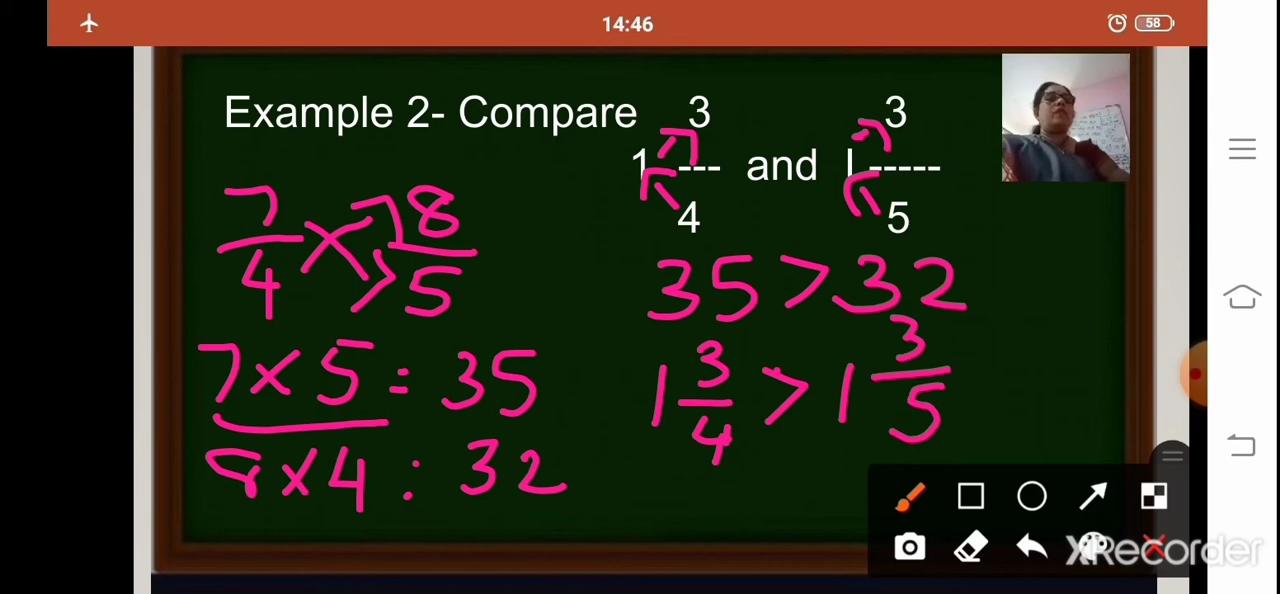 14:46
58
Example 2- Compare 1 3/4 and 1 3/5
7/4 × 8/5
7 × 5 = 35
8 × 4 : 32
35 > 32
1 3/4 > 1 3/5
XRecorder